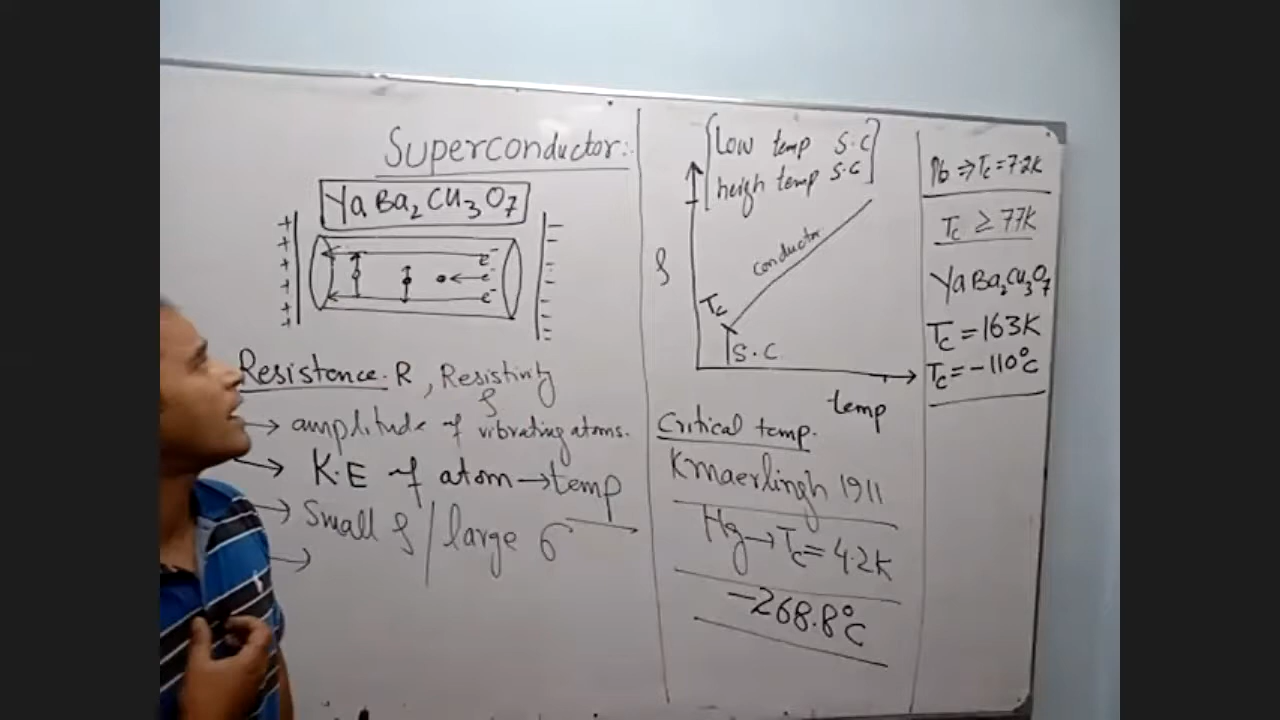 Superconductor:.
YaBa₂CU₃O₇
+ + + + + +
e⁻
e⁻
e⁻
− − − − − −
Resistance. R , Resistivity
ρ
→ amplitude of vibrating atoms.
→ K.E of atom → temp
→ Small ρ / large σ →
→
Low temp S.C
heigh temp S.C
ρ
conductor
Tc
S.C
temp
Critical temp.
Kmaerlingh 1911
Hg → Tc = 4.2K
−268.8°C
Pb ⇒ Tc = 7.2K
Tc ≥ 77K
YaBa₂Cu₃O₇
Tc = 163K
Tc = −110°C